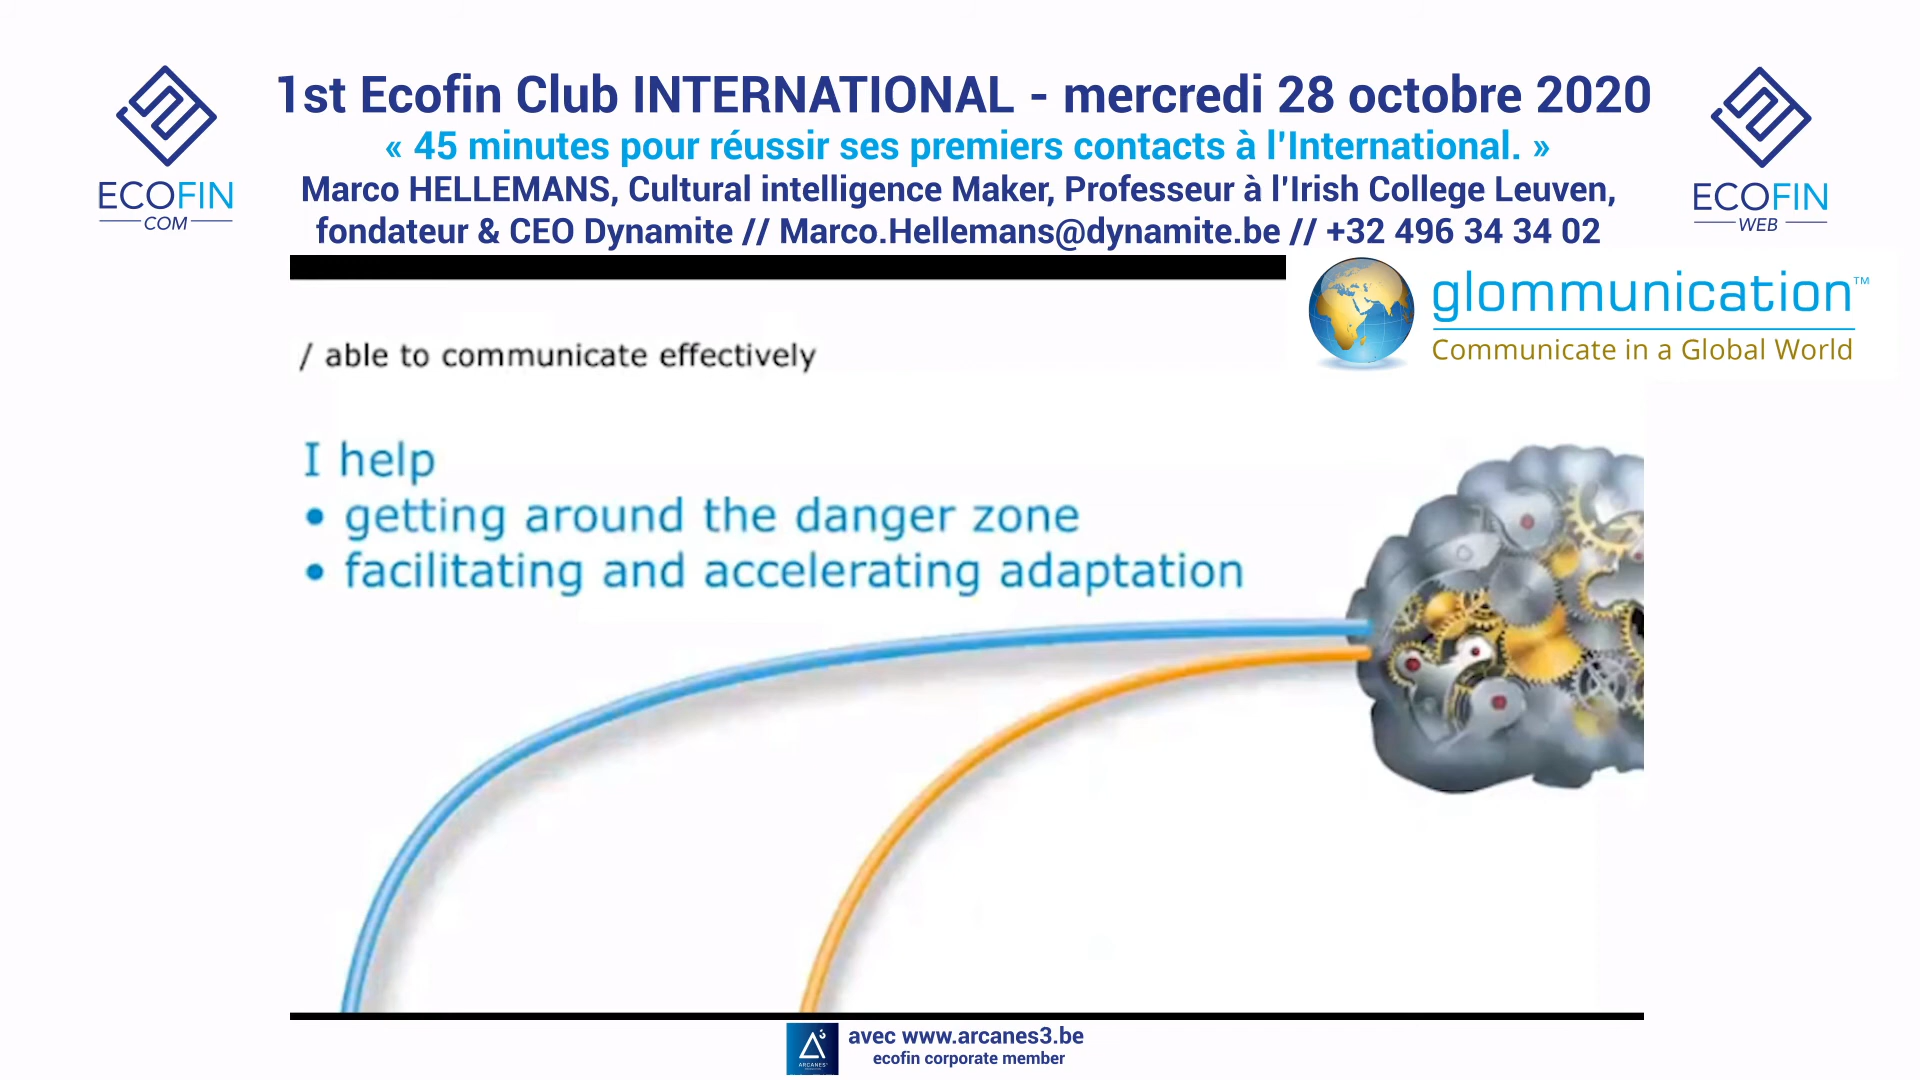 1st Ecofin Club INTERNATIONAL - mercredi 28 octobre 2020
« 45 minutes pour réussir ses premiers contacts à l'International. »
Marco HELLEMANS, Cultural intelligence Maker, Professeur à l'Irish College Leuven,
fondateur & CEO Dynamite // Marco.Hellemans@dynamite.be // +32 496 34 34 02
ECOFIN
COM
ECOFIN
WEB
glommunication™
Communicate in a Global World
/ able to communicate effectively
I help
• getting around the danger zone
• facilitating and accelerating adaptation
ARCANES³
avec www.arcanes3.be
ecofin corporate member